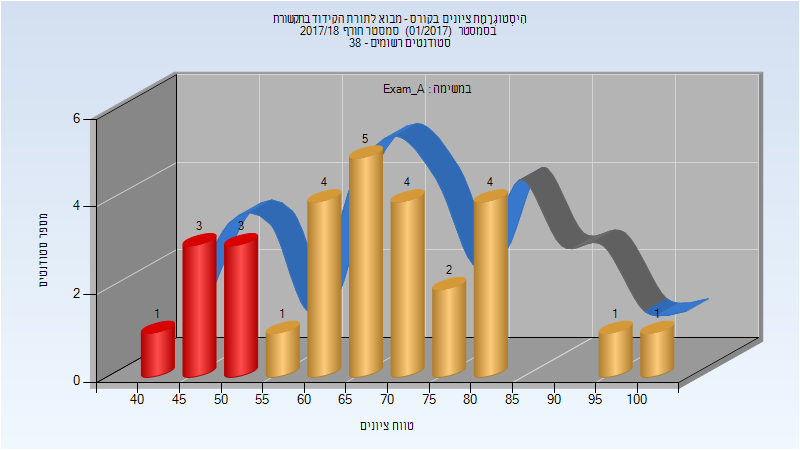 היסטוגרמת ציונים בקורס - מבוא לתורת הקידוד בתקשורת
בסמסטר (01/2017) סמסטר חורף 2017/18
סטודנטים רשומים - 38
במשימה : Exam_A
מספר סטודנטים
6
4
2
0
1
3
3
1
4
5
4
2
4
1
1
40 45 50 55 60 65 70 75 80 85 90 95 100
טווח ציונים